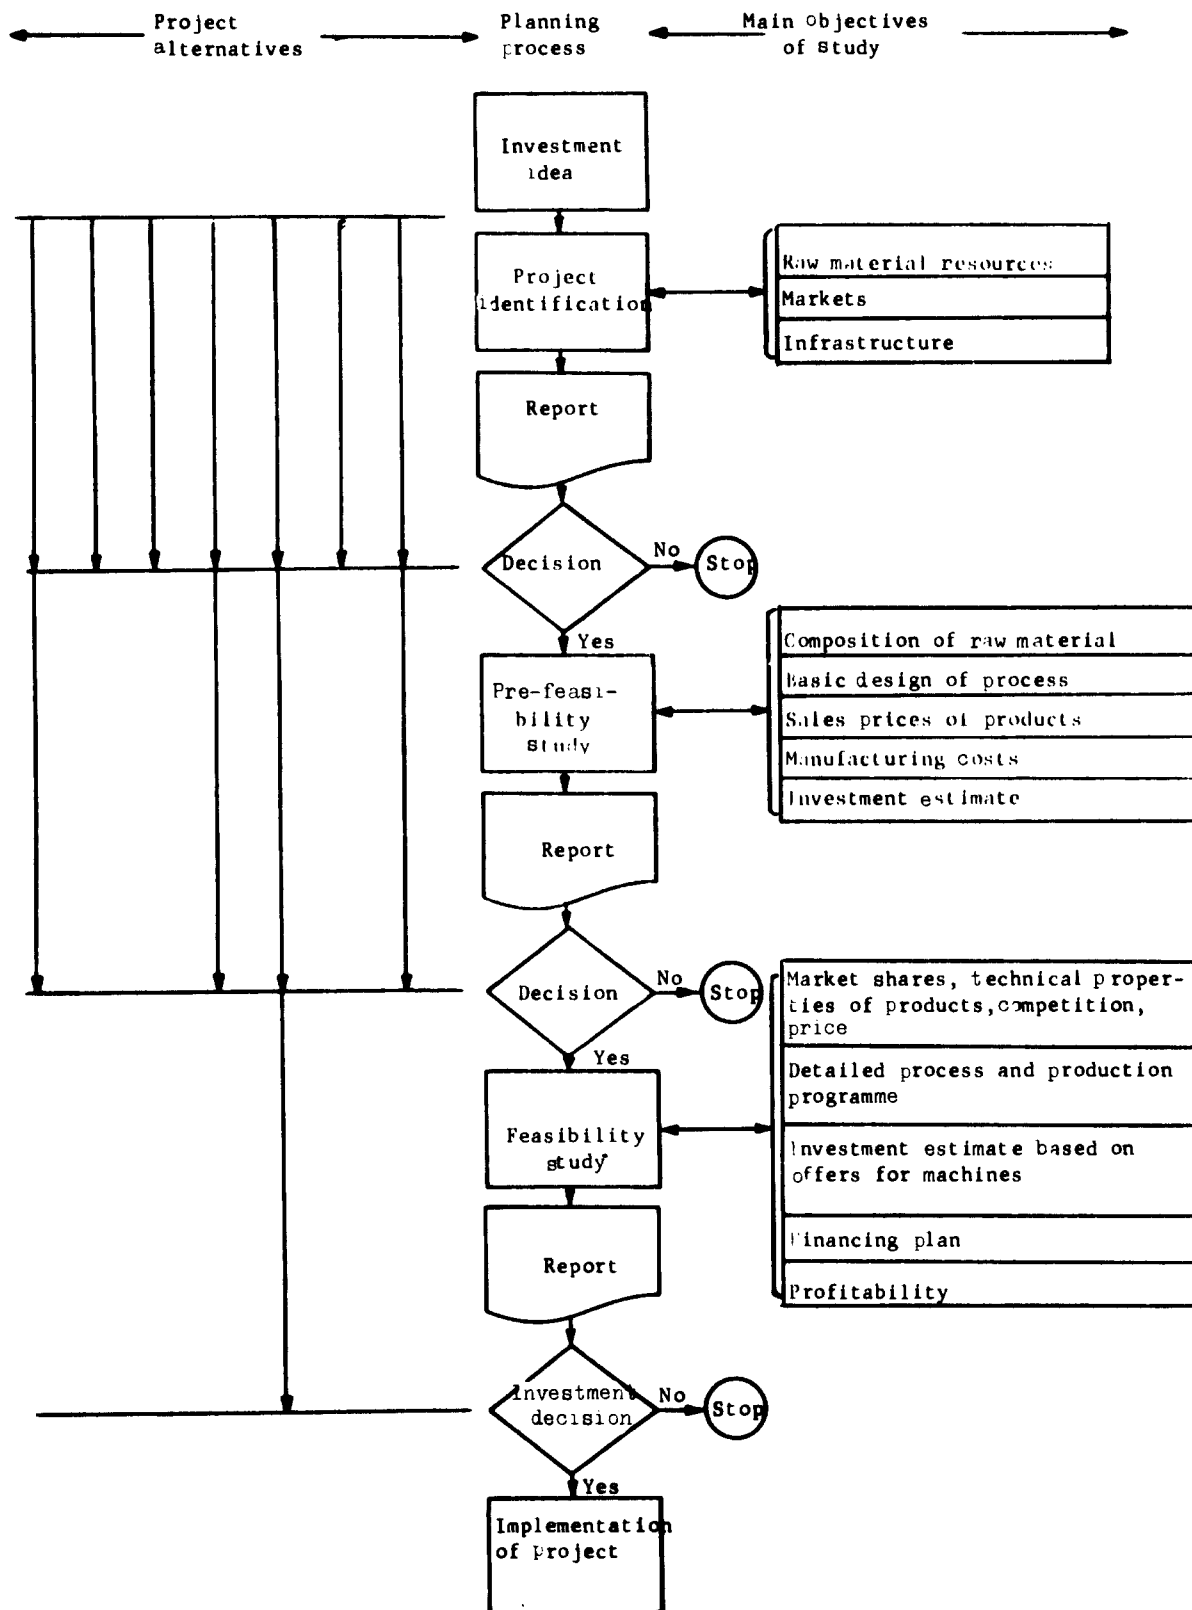 Project
alternatives
Planning
process
Main objectives
of study
Investment
idea
Project
identification
Raw material resources
Markets
Infrastructure
Report
Decision
No
Stop
Yes
Pre-feasi-
bility
study
Composition of raw material
Basic design of process
Sales prices of products
Manufacturing costs
Investment estimate
Report
Decision
No
Stop
Yes
Market shares, technical proper-
ties of products, competition,
price
Detailed process and production
programme
Investment estimate based on
offers for machines
Financing plan
Profitability
Feasibility
study
Report
Investment
decision
No
Stop
Yes
Implementation
of project